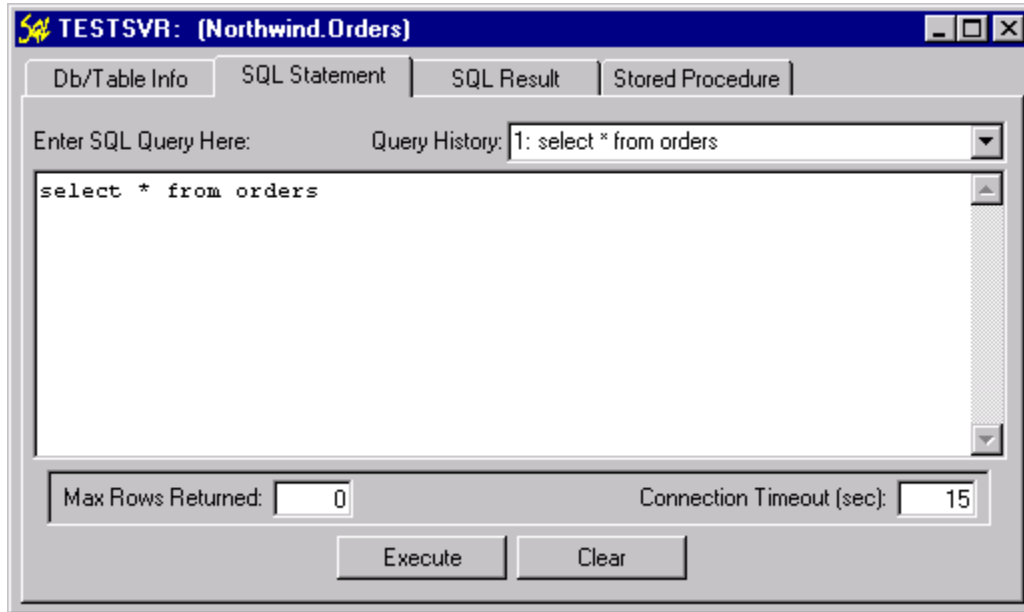 Sql TESTSVR: (Northwind.Orders)
Db/Table Info SQL Statement SQL Result Stored Procedure
Enter SQL Query Here: Query History: 1: select * from orders
select * from orders
Max Rows Returned: 0 Connection Timeout (sec): 15
Execute Clear